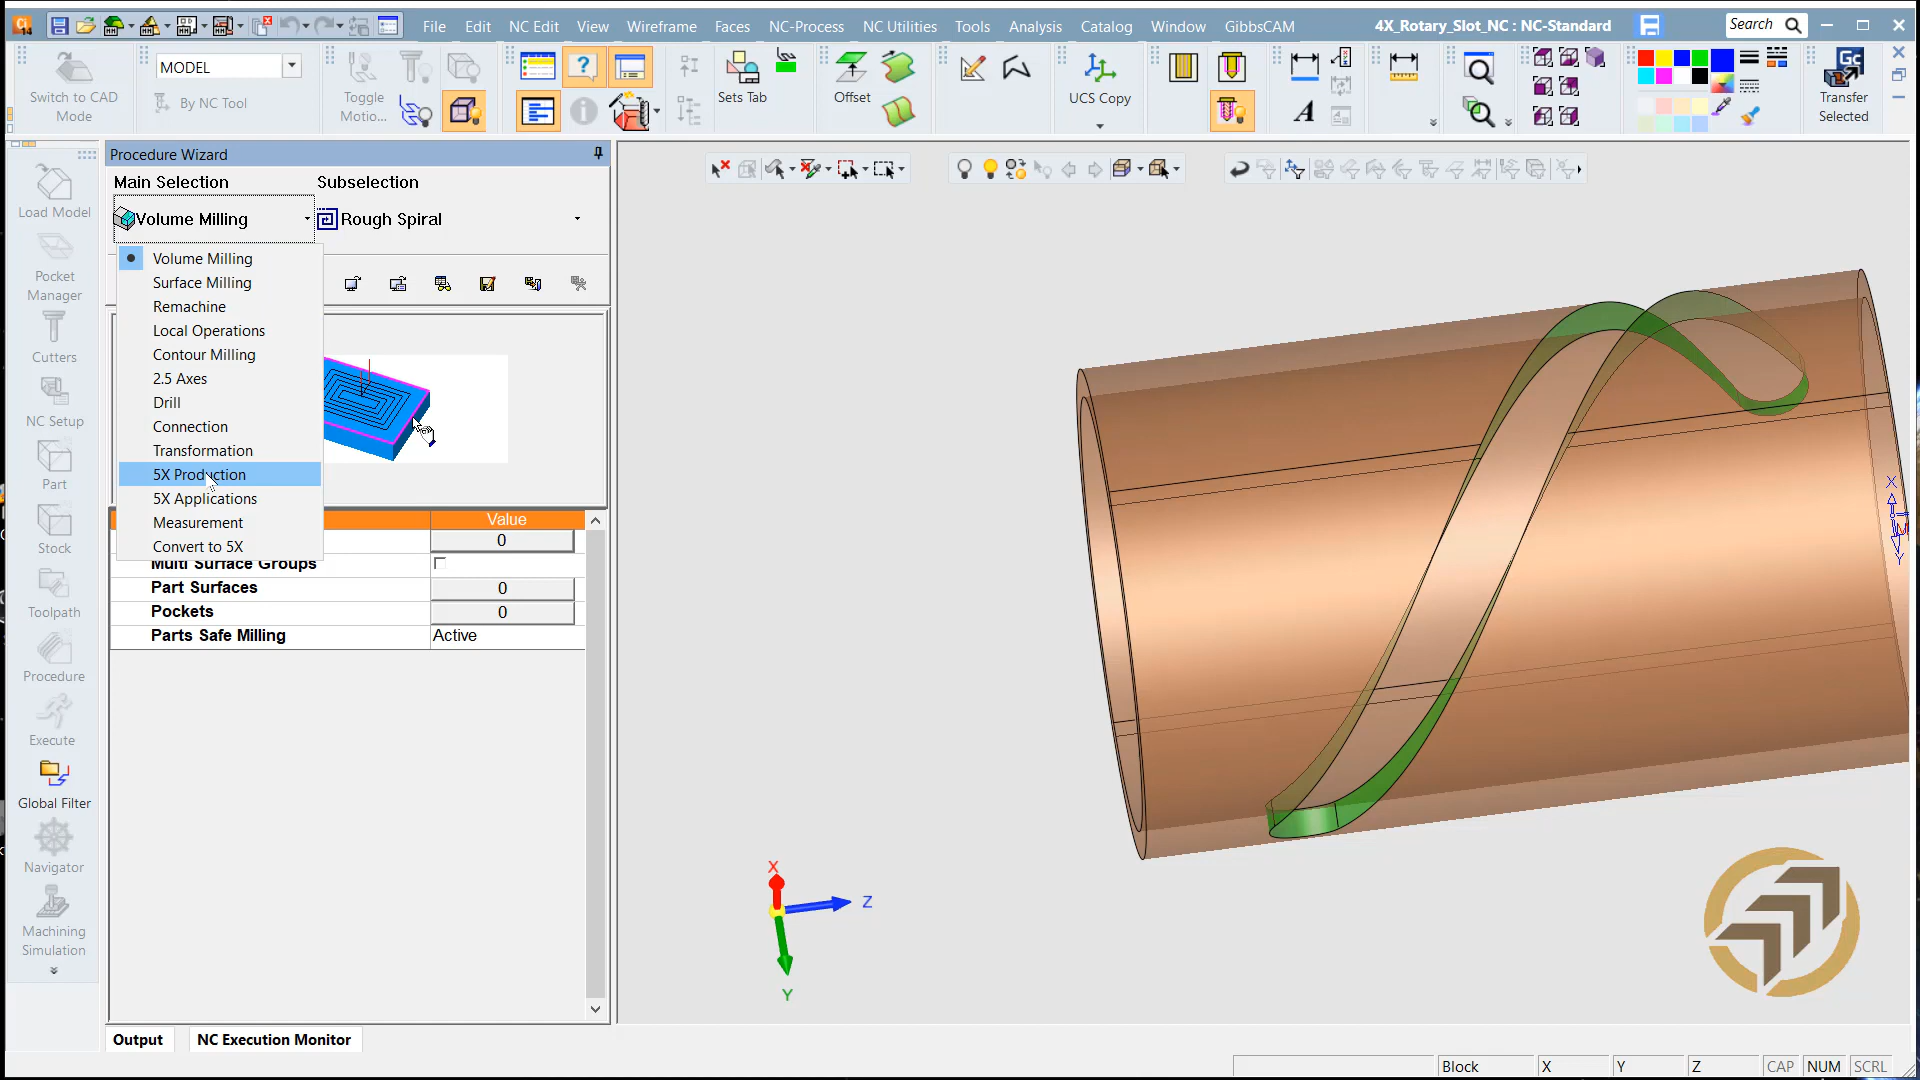 File Edit NC Edit View Wireframe Faces NC-Process NC Utilities Tools Analysis Catalog Window GibbsCAM 4X_Rotary_Slot_NC : NC-Standard Search
Switch to CAD Mode
MODEL
By NC Tool
Toggle Motio...
Sets Tab
Offset
UCS Copy
A
Gc
Transfer Selected
Load Model
Pocket Manager
Cutters
NC Setup
Part
Stock
Toolpath
Procedure
Execute
Global Filter
Navigator
Machining Simulation
Procedure Wizard
Main Selection Subselection
Volume Milling Rough Spiral
Volume Milling
Surface Milling
Remachine
Local Operations
Contour Milling
2.5 Axes
Drill
Connection
Transformation
5X Production
5X Applications
Measurement
Convert to 5X
Value
0
Multi Surface Groups
Part Surfaces 0
Pockets 0
Parts Safe Milling Active
X
Y
X
Z
Y
Output NC Execution Monitor
Block X Y Z CAP NUM SCRL